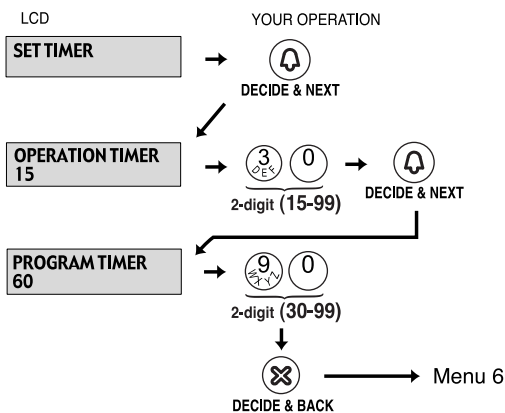 LCD YOUR OPERATION
SET TIMER
DECIDE & NEXT
OPERATION TIMER
15
3 DEF 0
2-digit (15-99)
DECIDE & NEXT
PROGRAM TIMER
60
9 WXYZ 0
2-digit (30-99)
Menu 6
DECIDE & BACK